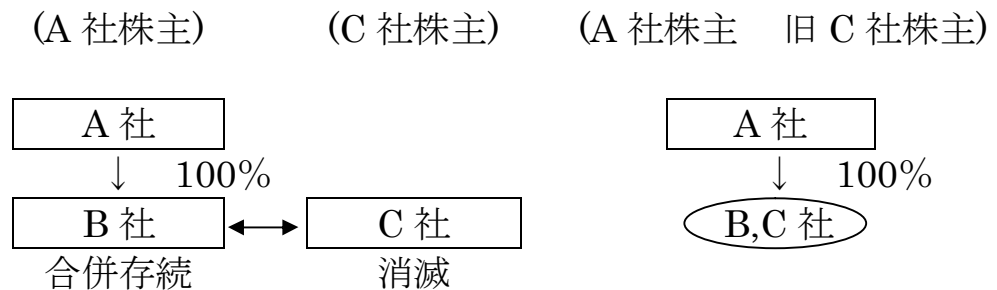 (A 社株主) (C 社株主) (A 社株主 旧 C 社株主)
A 社 A 社
↓ 100% ↓ 100%
B 社 ↔ C 社 B,C 社
合併存続 消滅